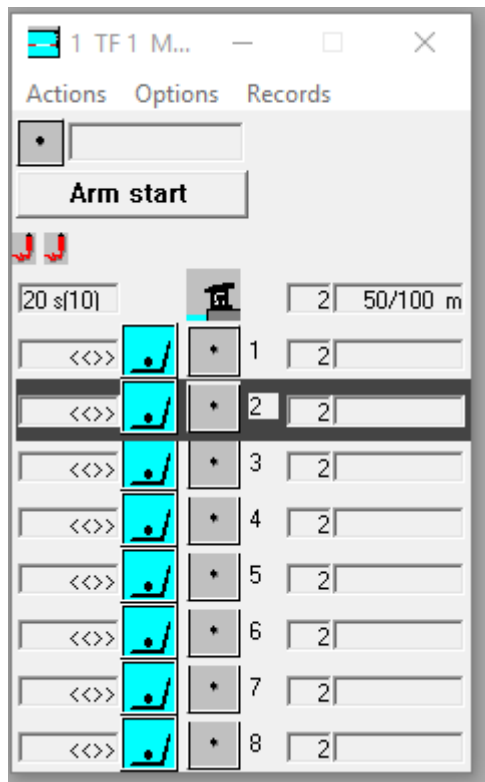 1 TF 1 M...
Actions Options Records
Arm start
20 s(10) 2 50/100 m
<<>> 1 2
<<>> 2 2
<<>> 3 2
<<>> 4 2
<<>> 5 2
<<>> 6 2
<<>> 7 2
<<>> 8 2